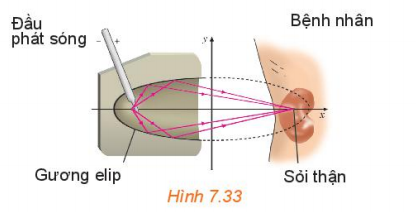 Đầu
phát sóng
Bệnh nhân
y
x
Gương elip
Sỏi thận
Hình 7.33